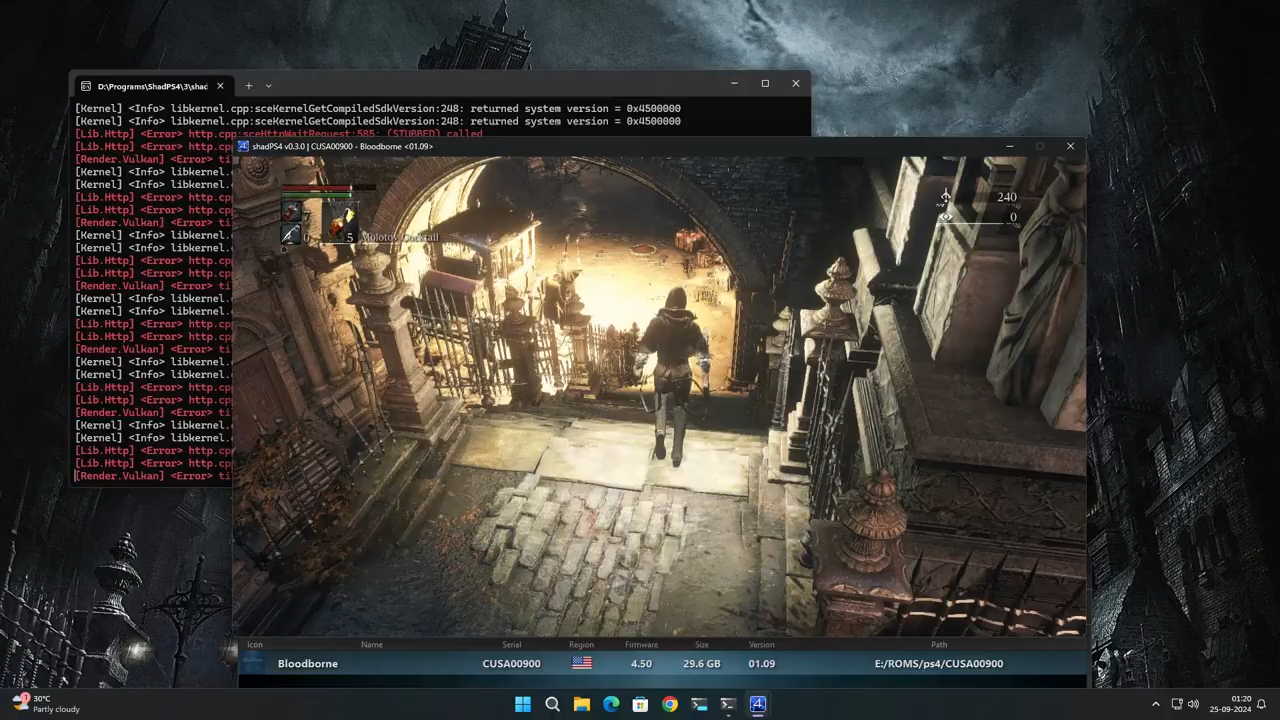 D:\Programs\ShadPS4\3\shad
[Kernel] <Info> libkernel.cpp:sceKernelGetCompiledSdkVersion:248: returned system version = 0x4500000
[Kernel] <Info> libkernel.cpp:sceKernelGetCompiledSdkVersion:248: returned system version = 0x4500000
[Lib.Http] <Error> http.cpp:sceHttpWaitRequest:585: (STUBBED) called
[Lib.Http] <Error> http.cp
[Render.Vulkan] <Error> ti
[Kernel] <Info> libkernel.
[Kernel] <Info> libkernel.
[Lib.Http] <Error> http.cp
[Lib.Http] <Error> http.cp
[Render.Vulkan] <Error> ti
[Kernel] <Info> libkernel.
[Kernel] <Info> libkernel.
[Lib.Http] <Error> http.cp
[Lib.Http] <Error> http.cp
[Render.Vulkan] <Error> ti
[Kernel] <Info> libkernel.
[Kernel] <Info> libkernel.
[Lib.Http] <Error> http.cp
[Lib.Http] <Error> http.cp
[Render.Vulkan] <Error> ti
[Kernel] <Info> libkernel.
[Kernel] <Info> libkernel.
[Lib.Http] <Error> http.cp
[Lib.Http] <Error> http.cp
[Render.Vulkan] <Error> ti
[Kernel] <Info> libkernel.
[Kernel] <Info> libkernel.
[Lib.Http] <Error> http.cp
[Lib.Http] <Error> http.cp
[Render.Vulkan] <Error> ti
shadPS4 v0.3.0 | CUSA00900 - Bloodborne <01.09>
240
7
0
0
5 Molotov Cocktail
Icon Name Serial Region Firmware Size Version Path
Bloodborne CUSA00900 4.50 29.6 GB 01.09 E:/ROMS/ps4/CUSA00900
1 30°C
Partly cloudy
01:20
25-09-2024